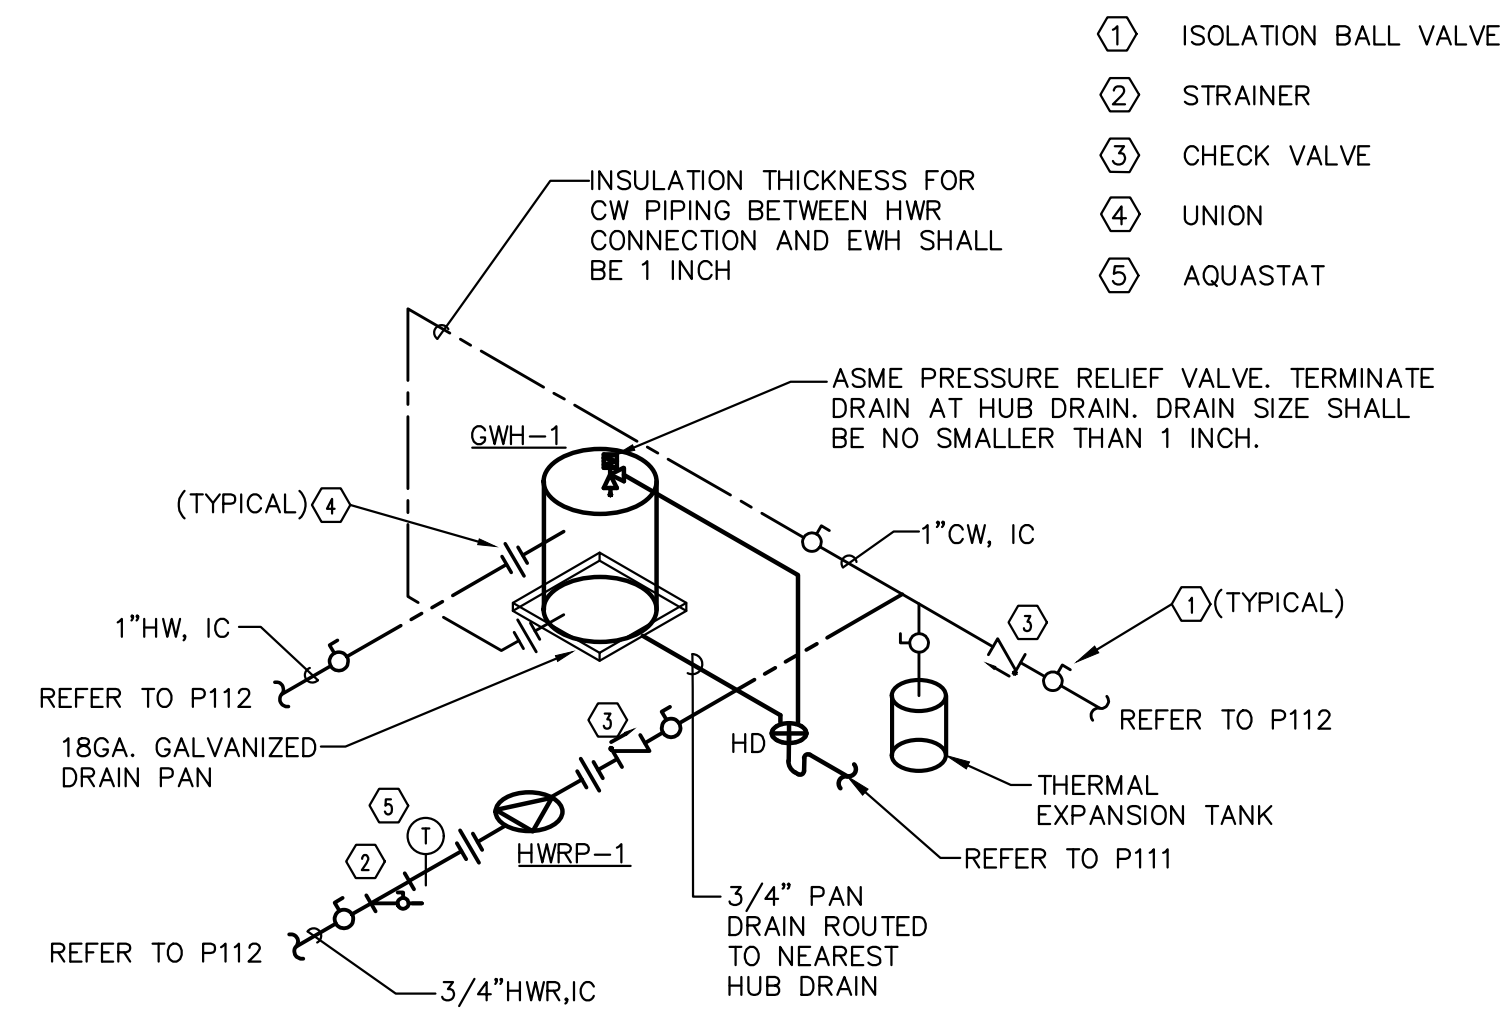 1 ISOLATION BALL VALVE
2 STRAINER
3 CHECK VALVE
4 UNION
5 AQUASTAT
INSULATION THICKNESS FOR
CW PIPING BETWEEN HWR
CONNECTION AND EWH SHALL
BE 1 INCH
ASME PRESSURE RELIEF VALVE. TERMINATE
DRAIN AT HUB DRAIN. DRAIN SIZE SHALL
BE NO SMALLER THAN 1 INCH.
GWH-1
(TYPICAL) 4
1"CW, IC
1 (TYPICAL)
3
1"HW, IC
REFER TO P112
REFER TO P112
3
HD
18GA. GALVANIZED
DRAIN PAN
THERMAL
EXPANSION TANK
5
T
HWRP-1
2
REFER TO P111
3/4" PAN
DRAIN ROUTED
TO NEAREST
HUB DRAIN
REFER TO P112
3/4"HWR,IC